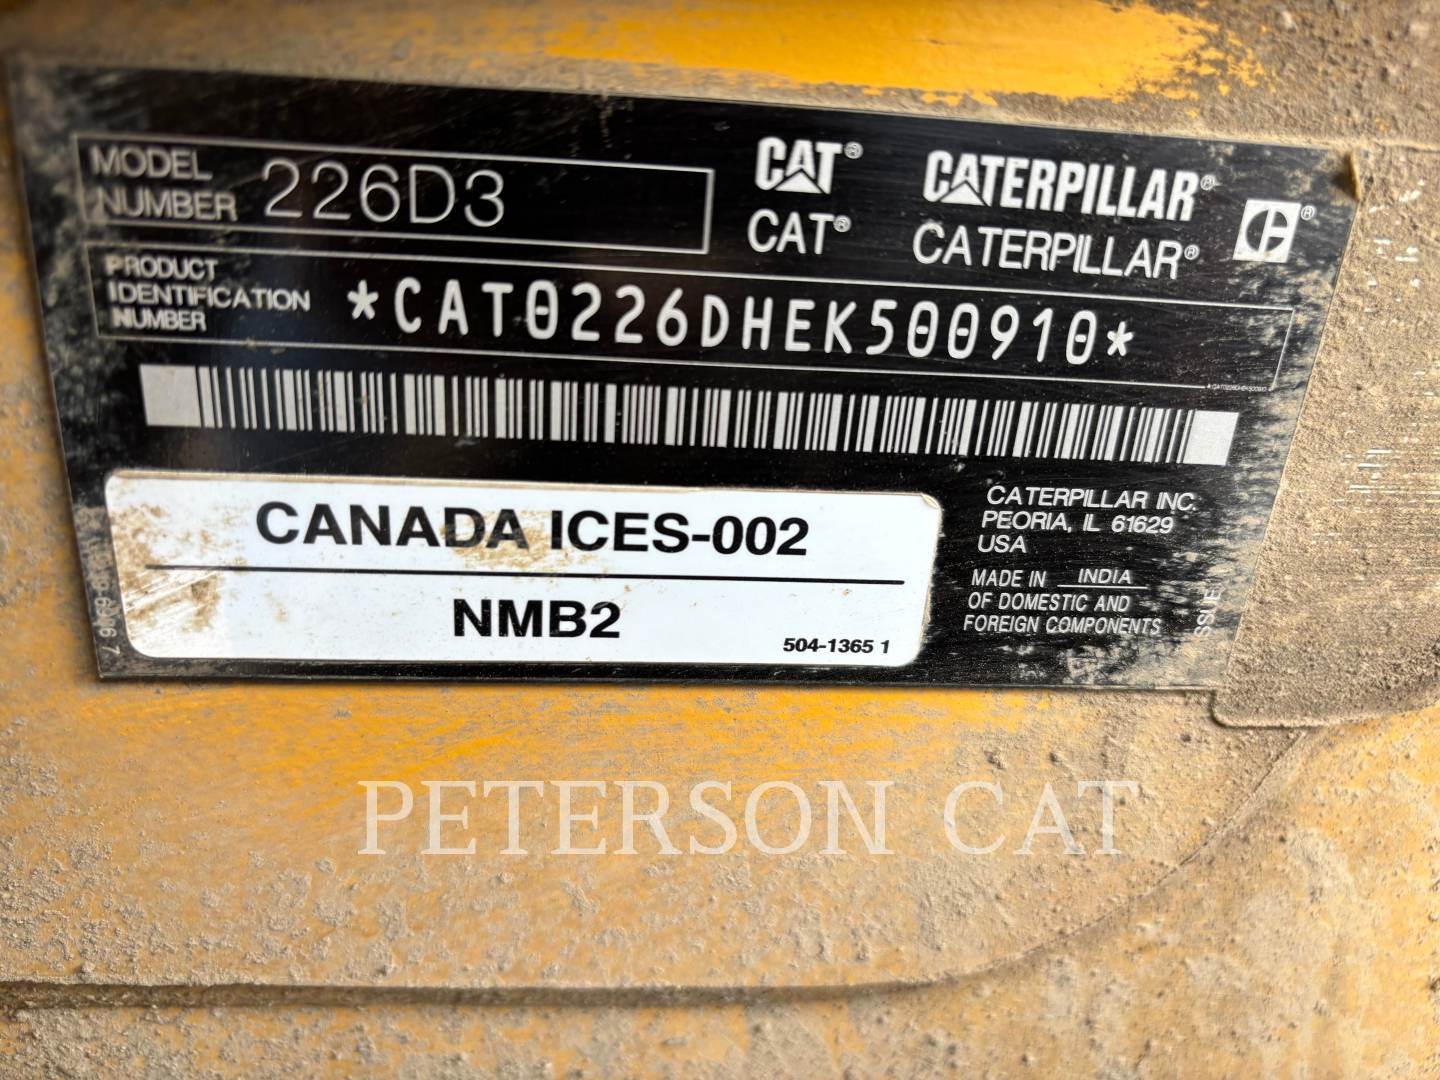 MODEL
NUMBER 226D3
CAT® CATERPILLAR®
CAT® CATERPILLAR® ®
PRODUCT
IDENTIFICATION
NUMBER
*CAT0226DHEK500910*
CANADA ICES-002
NMB2
504-1365 1
CATERPILLAR INC.
PEORIA, IL 61629
USA
MADE IN INDIA
OF DOMESTIC AND
FOREIGN COMPONENTS
PETERSON CAT